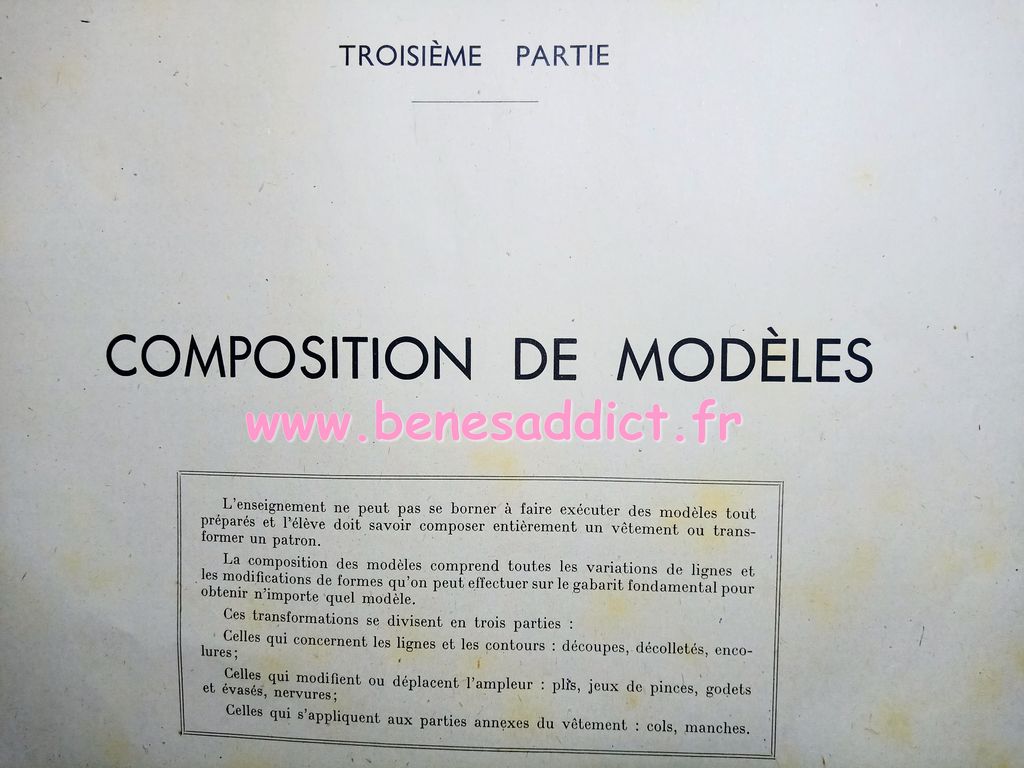 TROISIÈME PARTIE
COMPOSITION DE MODÈLES
www.benesaddict.fr
L'enseignement ne peut pas se borner à faire exécuter des modèles tout
préparés et l'élève doit savoir composer entièrement un vêtement ou trans-
former un patron.
La composition des modèles comprend toutes les variations de lignes et
les modifications de formes qu'on peut effectuer sur le gabarit fondamental pour
obtenir n'importe quel modèle.
Ces transformations se divisent en trois parties :
Celles qui concernent les lignes et les contours : découpes, décolletés, enco-
lures;
Celles qui modifient ou déplacent l'ampleur : plis, jeux de pinces, godets
et évasés, nervures;
Celles qui s'appliquent aux parties annexes du vêtement : cols, manches.